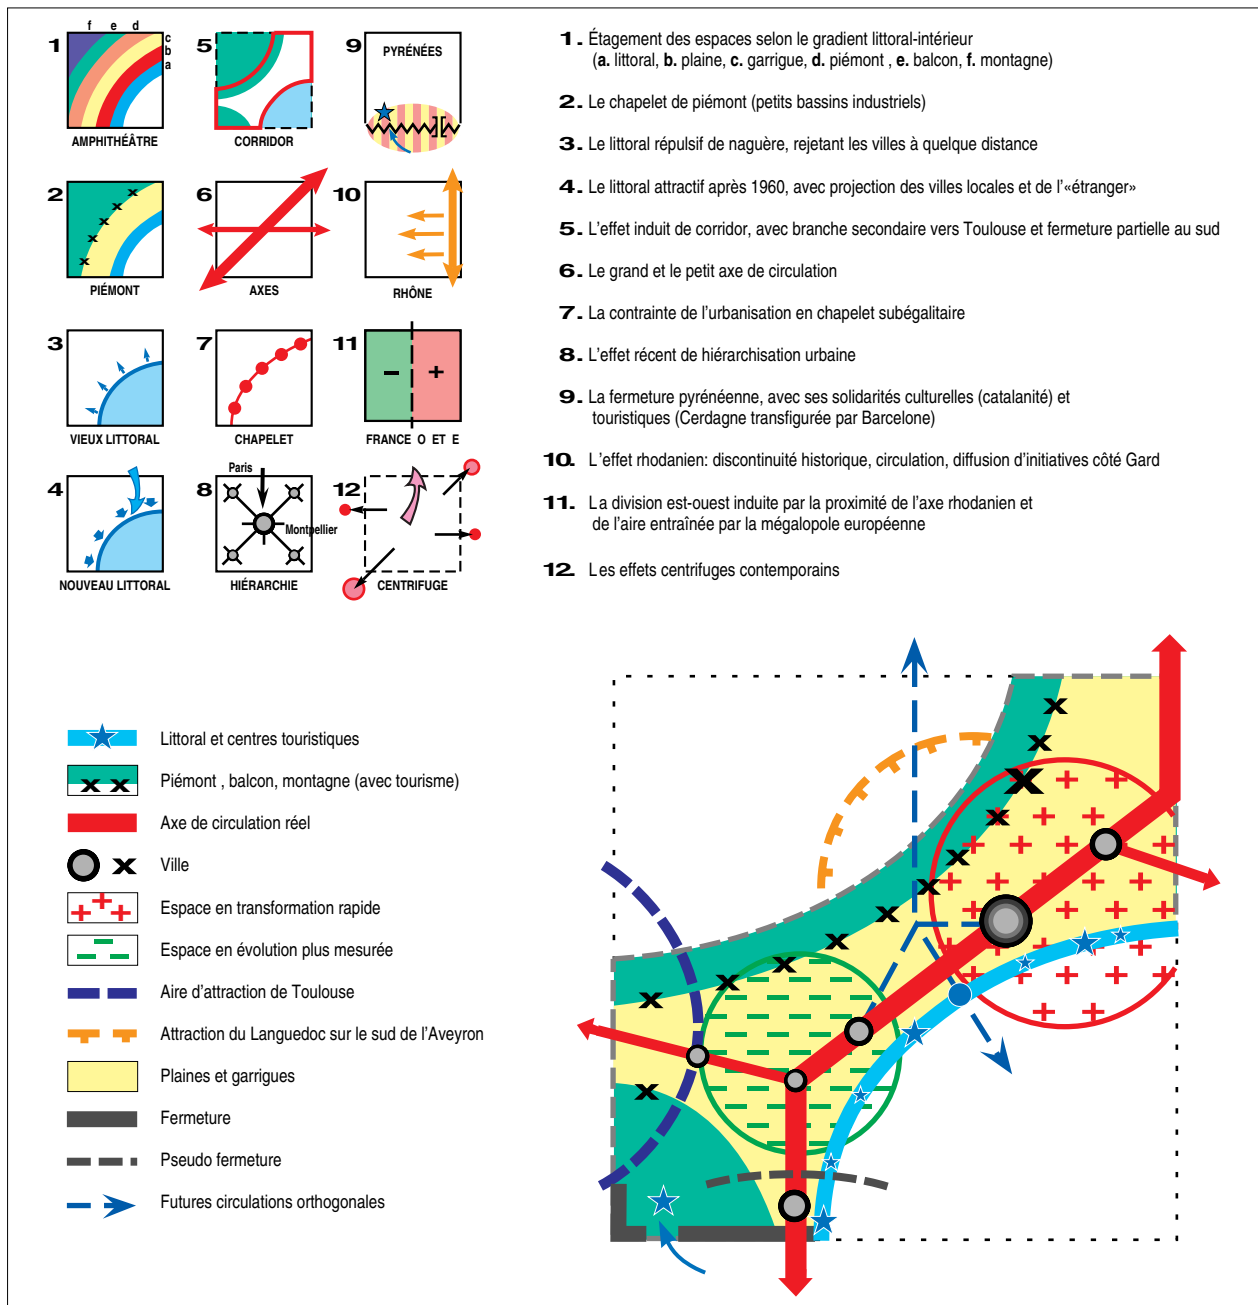 f e d
c
b
a
1
AMPHITHÉÂTRE
5
CORRIDOR
9
PYRÉNÉES
2
PIÉMONT
6
AXES
10
RHÔNE
3
VIEUX LITTORAL
7
CHAPELET
11
– +
FRANCE O ET E
4
NOUVEAU LITTORAL
8
Paris
Montpellier
HIÉRARCHIE
12
CENTRIFUGE
1. Étagement des espaces selon le gradient littoral-intérieur
(a. littoral, b. plaine, c. garrigue, d. piémont , e. balcon, f. montagne)
2. Le chapelet de piémont (petits bassins industriels)
3. Le littoral répulsif de naguère, rejetant les villes à quelque distance
4. Le littoral attractif après 1960, avec projection des villes locales et de l'«étranger»
5. L'effet induit de corridor, avec branche secondaire vers Toulouse et fermeture partielle au sud
6. Le grand et le petit axe de circulation
7. La contrainte de l'urbanisation en chapelet subégalitaire
8. L'effet récent de hiérarchisation urbaine
9. La fermeture pyrénéenne, avec ses solidarités culturelles (catalanité) et
touristiques (Cerdagne transfigurée par Barcelone)
10. L'effet rhodanien: discontinuité historique, circulation, diffusion d'initiatives côté Gard
11. La division est-ouest induite par la proximité de l'axe rhodanien et
de l'aire entraînée par la mégalopole européenne
12. Les effets centrifuges contemporains
Littoral et centres touristiques
Piémont , balcon, montagne (avec tourisme)
Axe de circulation réel
Ville
Espace en transformation rapide
Espace en évolution plus mesurée
Aire d'attraction de Toulouse
Attraction du Languedoc sur le sud de l'Aveyron
Plaines et garrigues
Fermeture
Pseudo fermeture
Futures circulations orthogonales